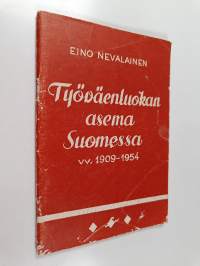 EINO NEVALAINEN
Työväenluokan
asema
Suomessa
vv. 1909-1954